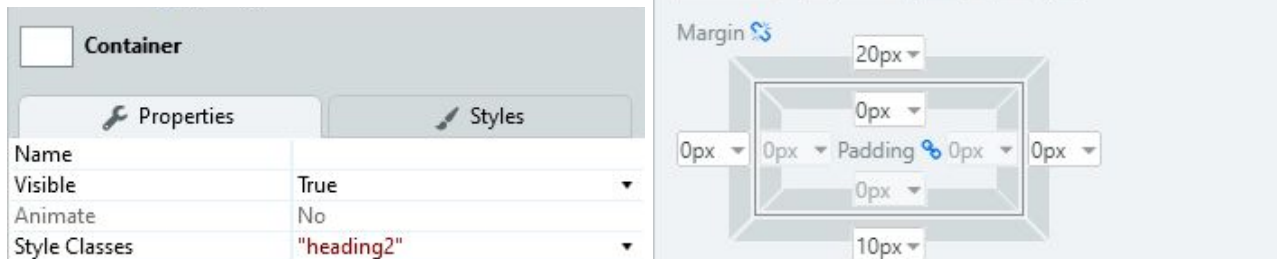 Container
Properties
Styles
Name
Visible True
Animate No
Style Classes "heading2"
Margin
20px
0px
0px 0px Padding 0px 0px
0px
10px